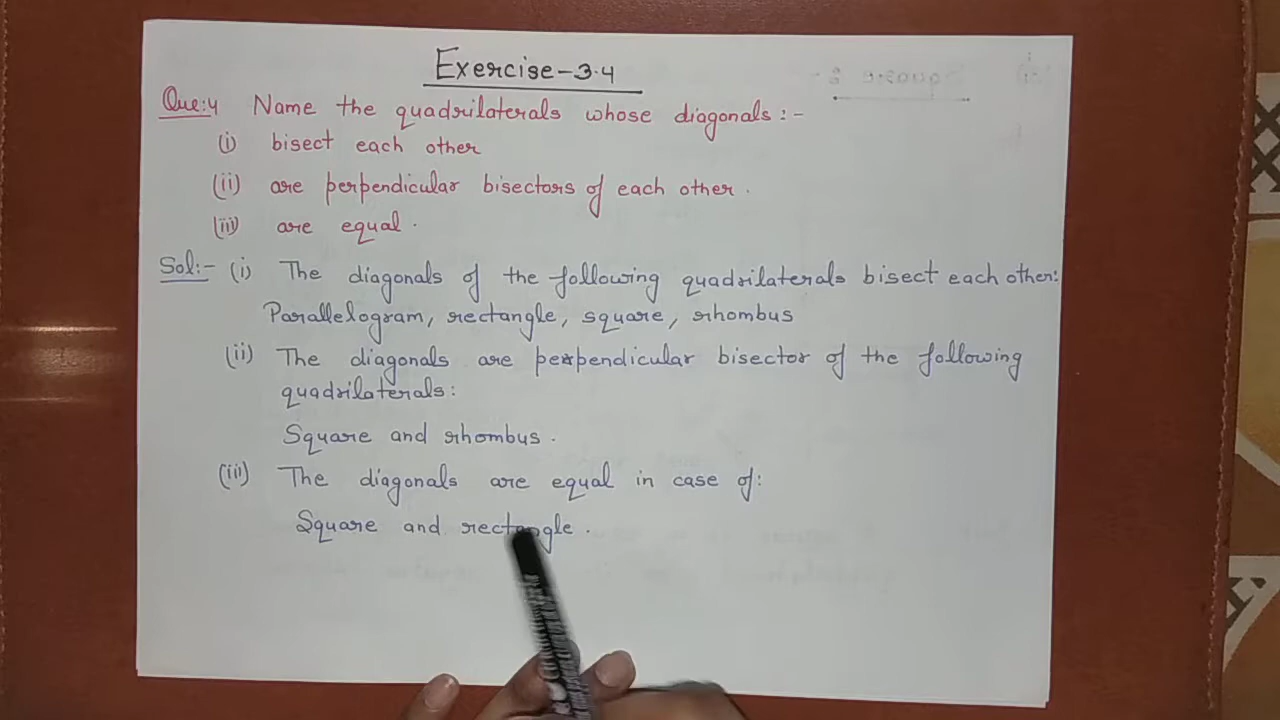 Exercise-3.4
Que:4 Name the quadrilaterals whose diagonals :-
(i) bisect each other
(ii) are perpendicular bisectors of each other.
(iii) are equal.
Sol:- (i) The diagonals of the following quadrilaterals bisect each other:
Parallelogram, rectangle, square, rhombus
(ii) The diagonals are perpendicular bisector of the following
quadrilaterals:
Square and rhombus.
(iii) The diagonals are equal in case of:
Square and rectangle.